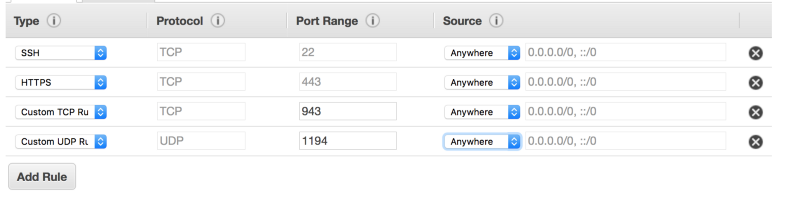 Type Protocol Port Range Source
SSH TCP 22 Anywhere 0.0.0.0/0, ::/0
HTTPS TCP 443 Anywhere 0.0.0.0/0, ::/0
Custom TCP Ru TCP 943 Anywhere 0.0.0.0/0, ::/0
Custom UDP Ru UDP 1194 Anywhere 0.0.0.0/0, ::/0
Add Rule